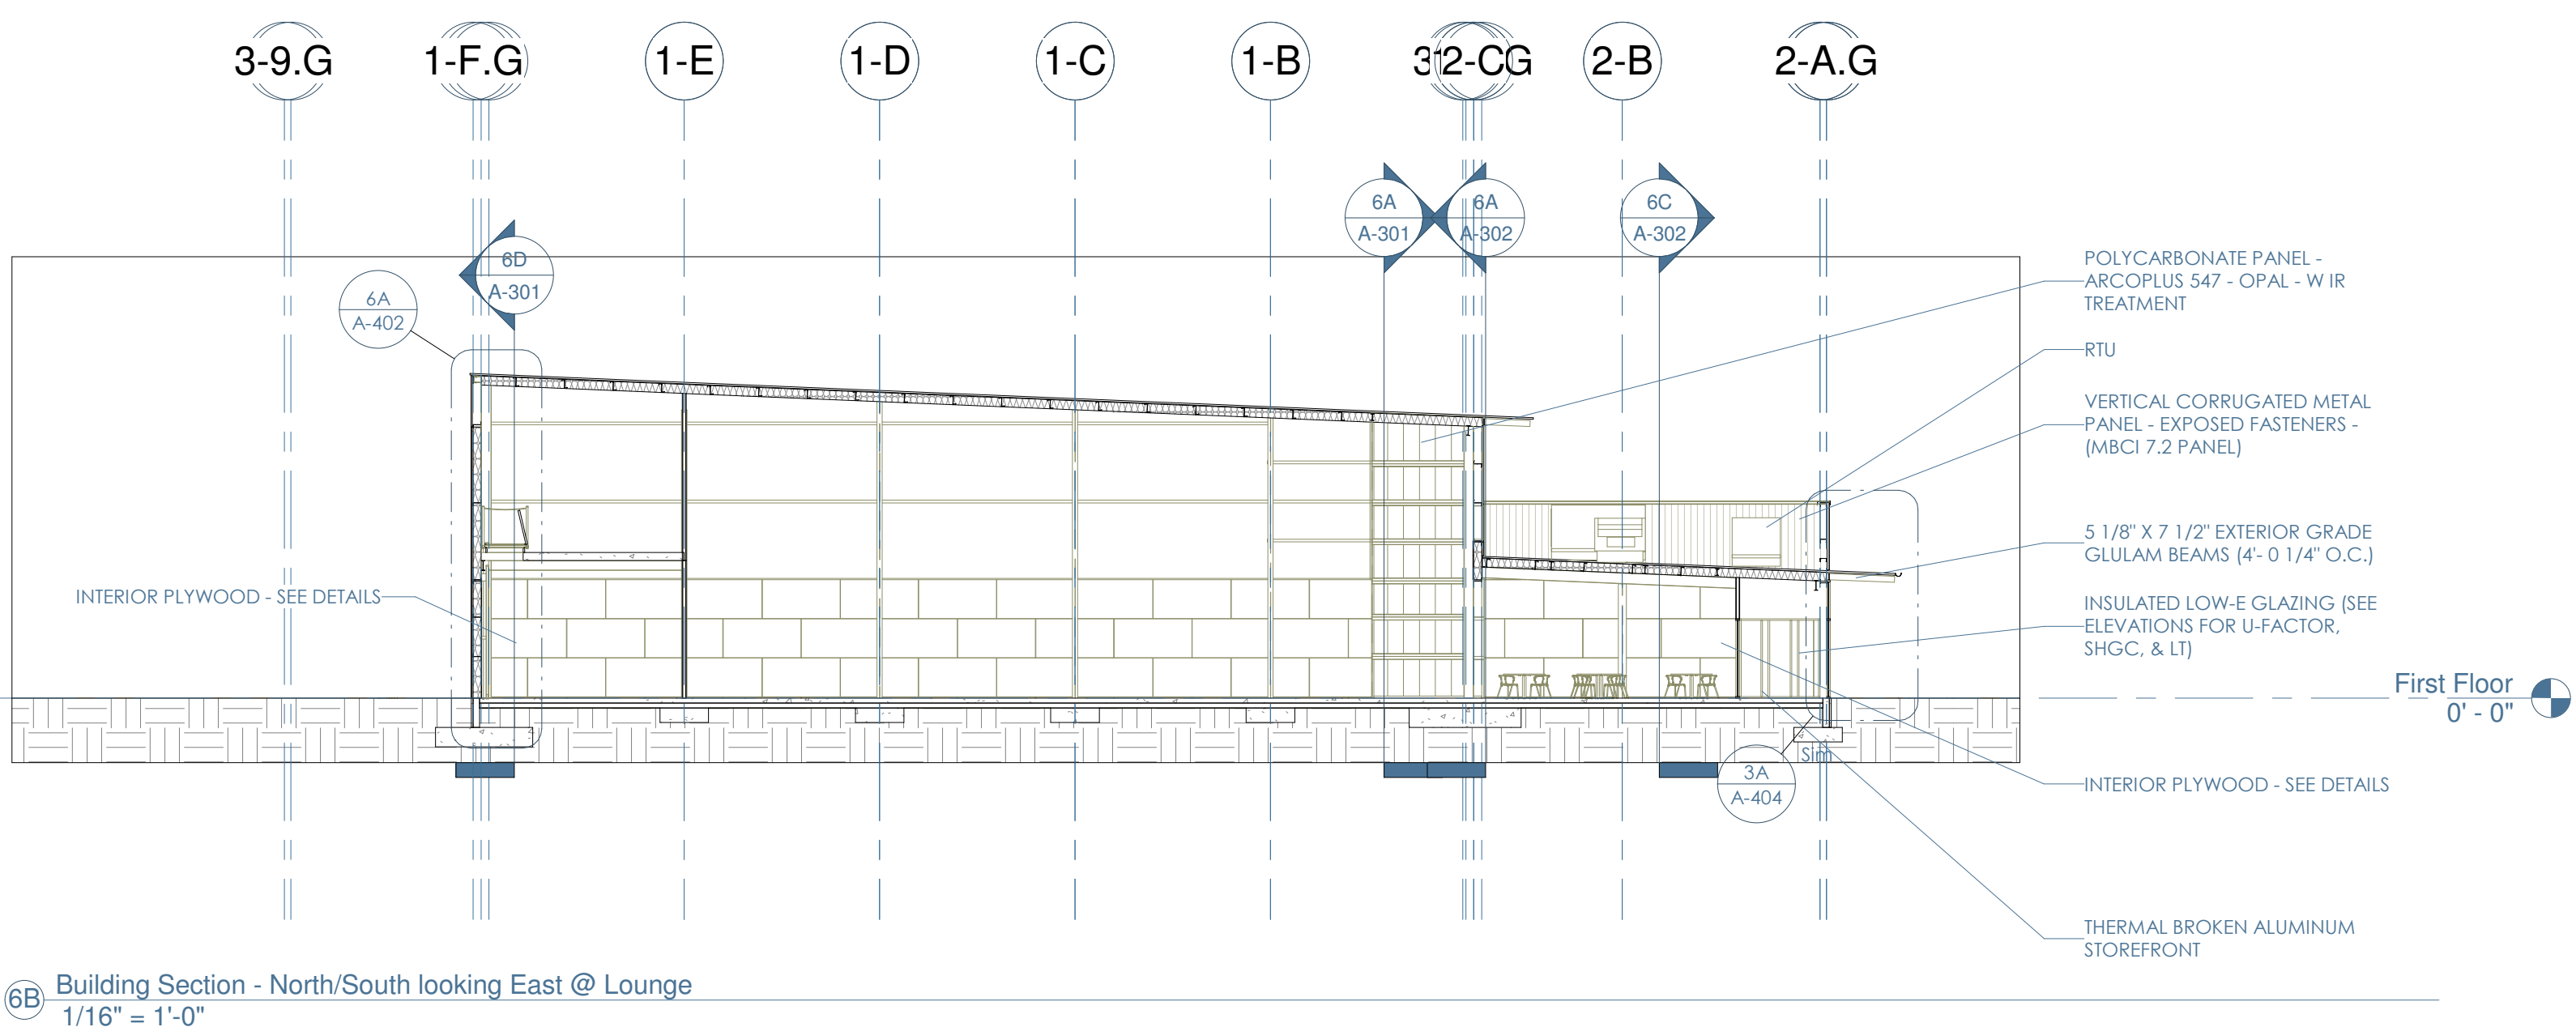 3-9.G
1-F.G
1-E
1-D
1-C
1-B
2-CG
2-B
2-A.G
6A
A-301
6A
A-302
6C
A-302
6D
A-301
6A
A-402
POLYCARBONATE PANEL -
ARCOPLUS 547 - OPAL - W IR
TREATMENT
RTU
VERTICAL CORRUGATED METAL
PANEL - EXPOSED FASTENERS -
(MBCI 7.2 PANEL)
5 1/8" X 7 1/2" EXTERIOR GRADE
GLULAM BEAMS (4'- 0 1/4" O.C.)
INTERIOR PLYWOOD - SEE DETAILS
INSULATED LOW-E GLAZING (SEE
ELEVATIONS FOR U-FACTOR,
SHGC, & LT)
First Floor
0' - 0"
Sim
3A
A-404
INTERIOR PLYWOOD - SEE DETAILS
THERMAL BROKEN ALUMINUM
STOREFRONT
6B
Building Section - North/South looking East @ Lounge
1/16" = 1'-0"